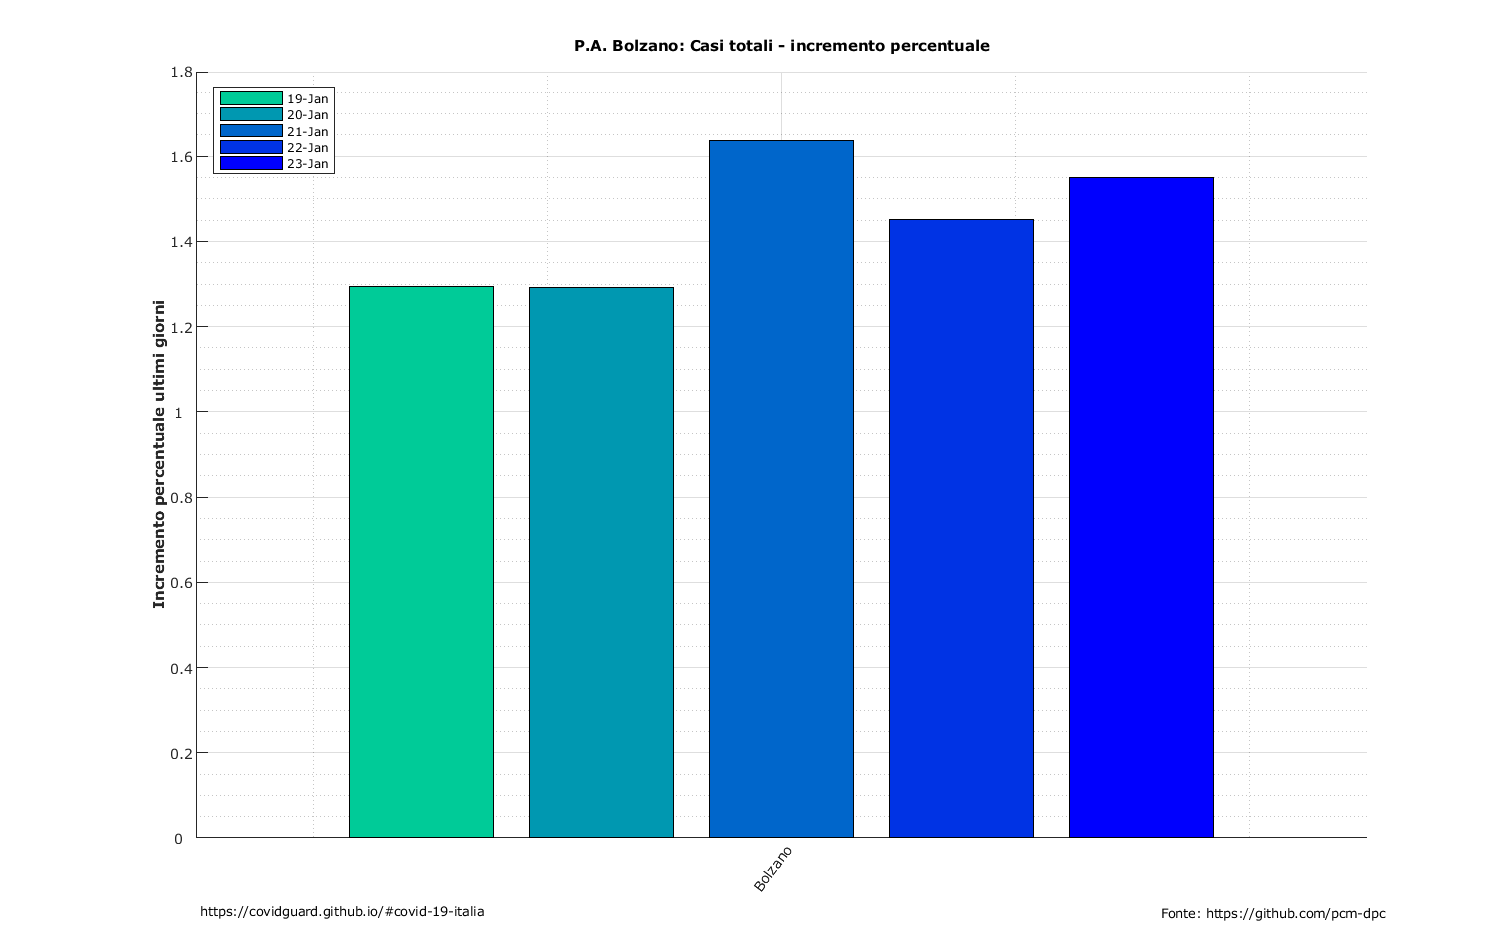 P.A. Bolzano: Casi totali - incremento percentuale
1.8
1.6
1.4
1.2
1
0.8
0.6
0.4
0.2
0
Incremento percentuale ultimi giorni
19-Jan
20-Jan
21-Jan
22-Jan
23-Jan
Bolzano
https://covidguard.github.io/#covid-19-italia
Fonte: https://github.com/pcm-dpc